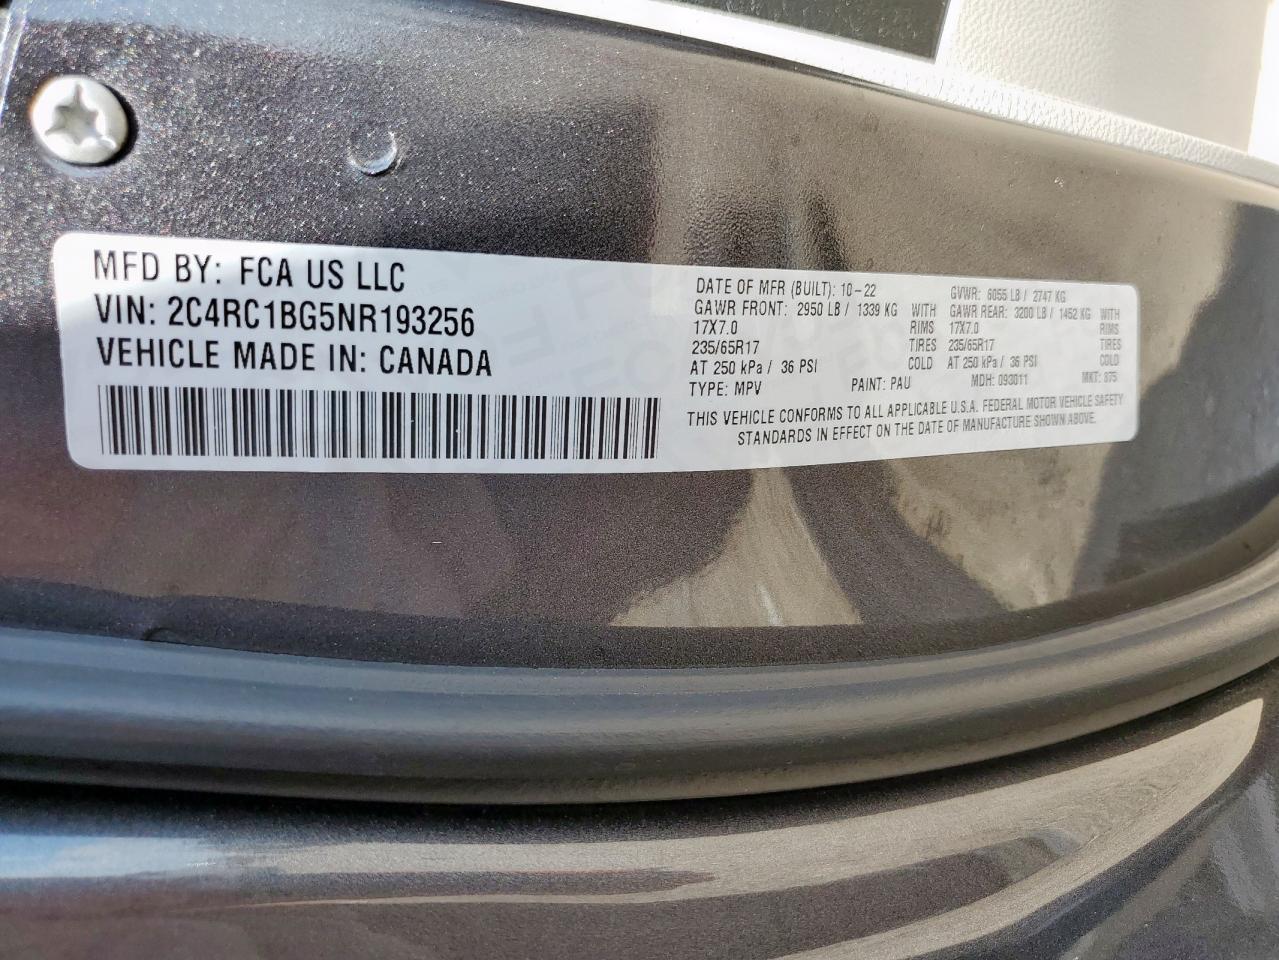 MFD BY: FCA US LLC
VIN: 2C4RC1BG5NR193256
VEHICLE MADE IN: CANADA
DATE OF MFR (BUILT): 10-22 GVWR: 6055 LB / 2747 KG
GAWR FRONT: 2950 LB / 1339 KG WITH GAWR REAR: 3200 LB / 1452 KG WITH
17X7.0 RIMS 17X7.0 RIMS
235/65R17 TIRES 235/65R17 TIRES
AT 250 kPa / 36 PSI COLD AT 250 kPa / 36 PSI COLD
TYPE: MPV PAINT: PAU MDH: 093011 MKT: 875
THIS VEHICLE CONFORMS TO ALL APPLICABLE U.S.A. FEDERAL MOTOR VEHICLE SAFETY
STANDARDS IN EFFECT ON THE DATE OF MANUFACTURE SHOWN ABOVE.